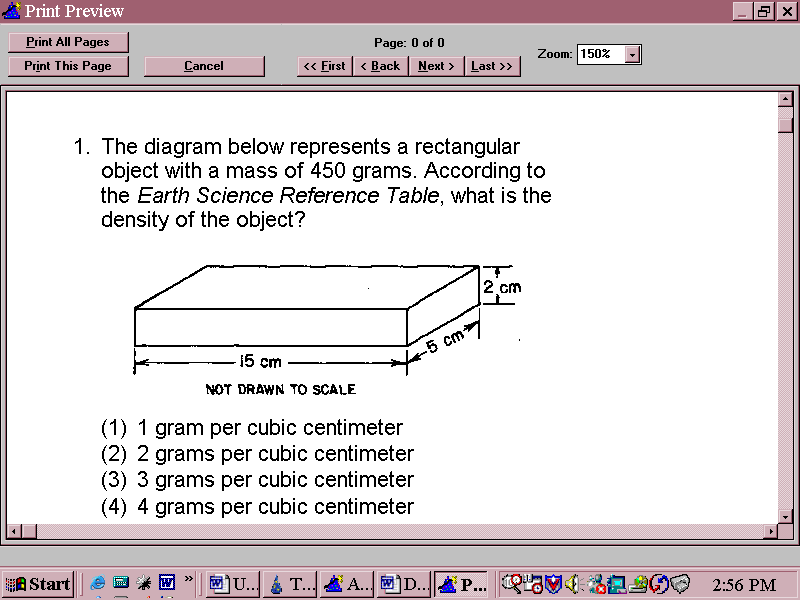 Print Preview
Print All Pages
Page: 0 of 0
Zoom: 150%
Print This Page Cancel << First < Back Next > Last >>
1. The diagram below represents a rectangular
object with a mass of 450 grams. According to
the Earth Science Reference Table, what is the
density of the object?
2 cm
5 cm
15 cm
NOT DRAWN TO SCALE
(1) 1 gram per cubic centimeter
(2) 2 grams per cubic centimeter
(3) 3 grams per cubic centimeter
(4) 4 grams per cubic centimeter
Start » U... T... A... D... P... 2:56 PM